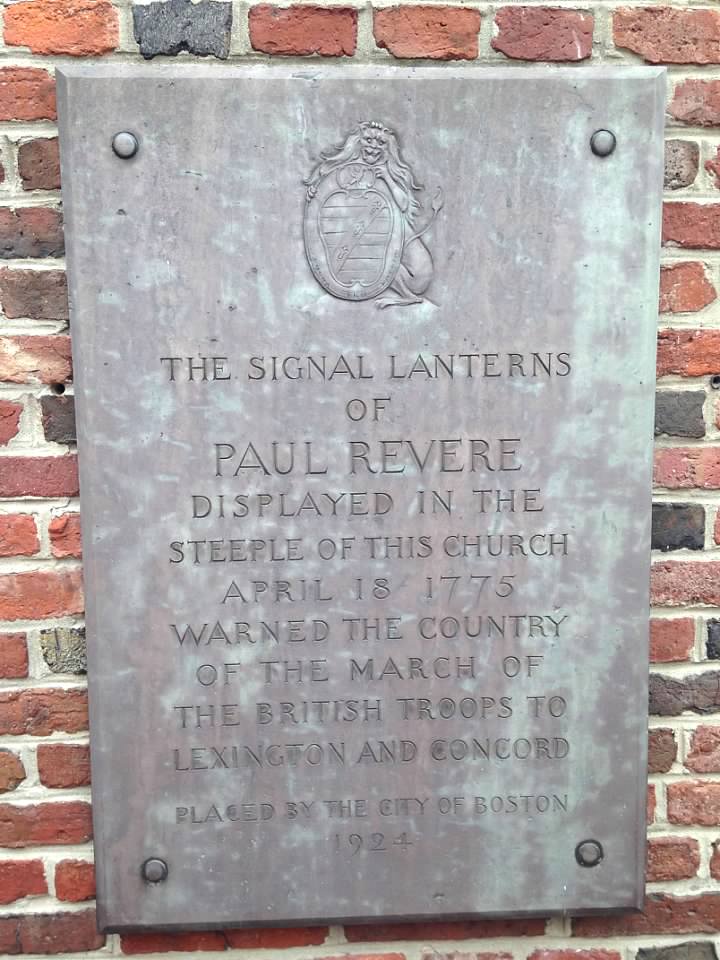 THE SIGNAL LANTERNS
OF
PAUL REVERE
DISPLAYED IN THE
STEEPLE OF THIS CHURCH
APRIL 18 1775
WARNED THE COUNTRY
OF THE MARCH OF
THE BRITISH TROOPS TO
LEXINGTON AND CONCORD
PLACED BY THE CITY OF BOSTON
1924